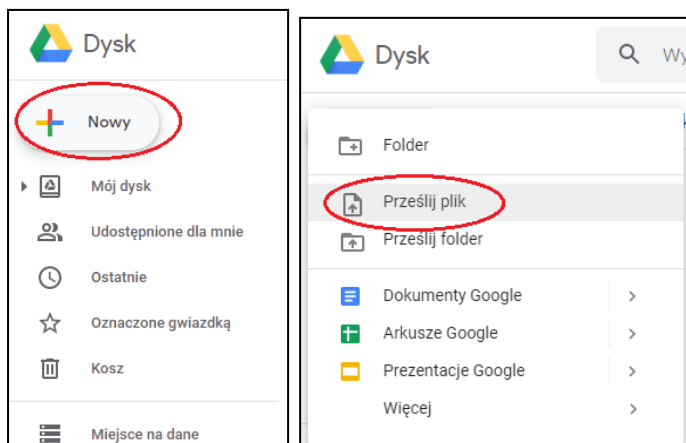 Dysk
Nowy
Mój dysk
Udostępnione dla mnie
Ostatnie
Oznaczone gwiazdką
Kosz
Miejsce na dane
Dysk
Wy
Folder
Prześlij plik
Prześlij folder
Dokumenty Google
Arkusze Google
Prezentacje Google
Więcej